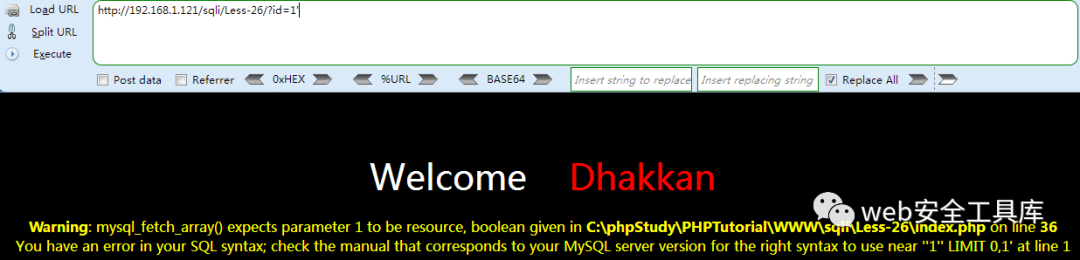 Load URL
http://192.168.1.121/sqli/Less-26/?id=1'
Split URL
Execute
Post data Referrer 0xHEX %URL BASE64 Insert string to replace Insert replacing string Replace All
Welcome Dhakkan
web安全工具库
Warning: mysql_fetch_array() expects parameter 1 to be resource, boolean given in C:\phpStudy\PHPTutorial\WWW\sqli\Less-26\index.php on line 36
You have an error in your SQL syntax; check the manual that corresponds to your MySQL server version for the right syntax to use near ''1'' LIMIT 0,1' at line 1